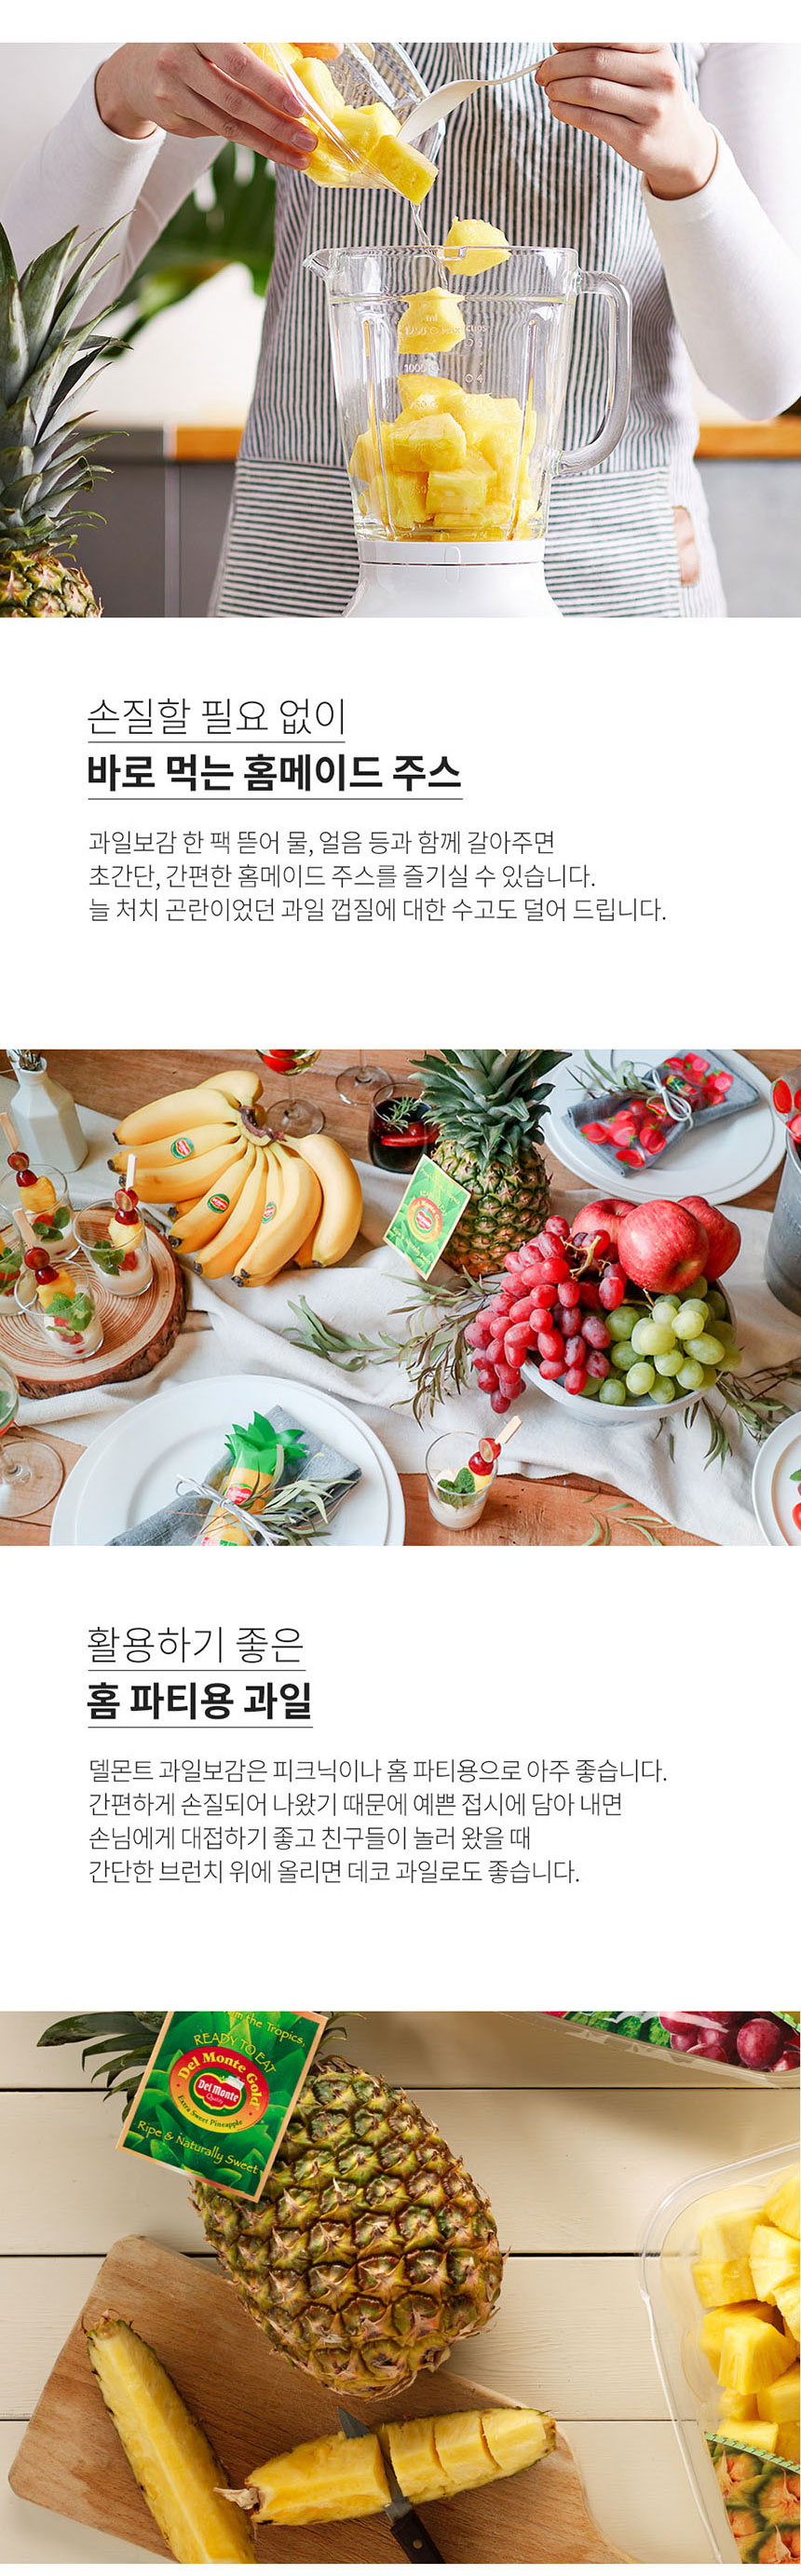 ml
1000
손질할 필요 없이
바로 먹는 홈메이드 주스
과일보감 한 팩 뜯어 물, 얼음 등과 함께 갈아주면
초간단, 간편한 홈메이드 주스를 즐기실 수 있습니다.
늘 처치 곤란이었던 과일 껍질에 대한 수고도 덜어 드립니다.
활용하기 좋은
홈 파티용 과일
델몬트 과일보감은 피크닉이나 홈 파티용으로 아주 좋습니다.
간편하게 손질되어 나왔기 때문에 예쁜 접시에 담아 내면
손님에게 대접하기 좋고 친구들이 놀러 왔을 때
간단한 브런치 위에 올리면 데코 과일로도 좋습니다.
the Tropics,
READY TO EAT
Del Monte Gold
Del Monte
Quality
Extra Sweet Pineapple
Ripe & Naturally Sweet